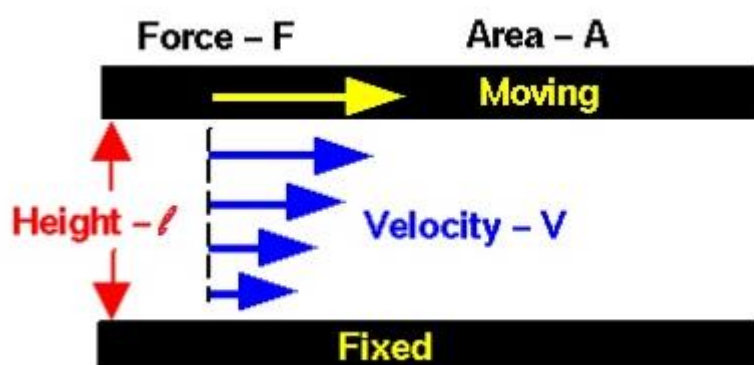 Force – F Area – A
Moving
Height – ℓ
Velocity – V
Fixed